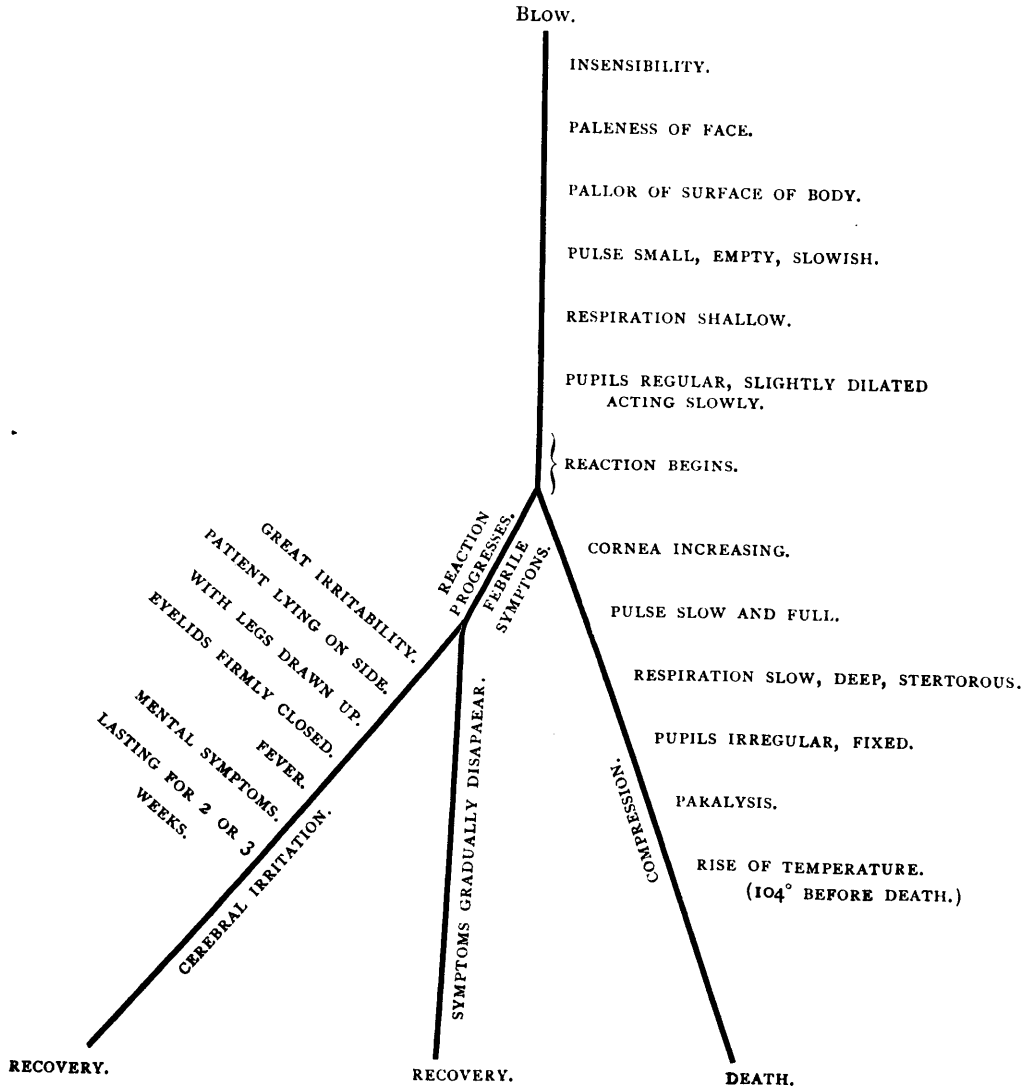 BLOW.
INSENSIBILITY.
PALENESS OF FACE.
PALLOR OF SURFACE OF BODY.
PULSE SMALL, EMPTY, SLOWISH.
RESPIRATION SHALLOW.
PUPILS REGULAR, SLIGHTLY DILATED
ACTING SLOWLY.
REACTION BEGINS.
REACTION
PROGRESSES.
FEBRILE
SYMPTONS.
GREAT IRRITABILITY.
PATIENT LYING ON SIDE.
WITH LEGS DRAWN UP.
EYELIDS FIRMLY CLOSED.
FEVER.
MENTAL SYMPTOMS.
LASTING FOR 2 OR 3
WEEKS.
CEREBRAL IRRITATION.
RECOVERY.
SYMPTOMS GRADUALLY DISAPAEAR.
RECOVERY.
CORNEA INCREASING.
PULSE SLOW AND FULL.
RESPIRATION SLOW, DEEP, STERTOROUS.
PUPILS IRREGULAR, FIXED.
PARALYSIS.
RISE OF TEMPERATURE.
(104° BEFORE DEATH.)
COMPRESSION.
DEATH.